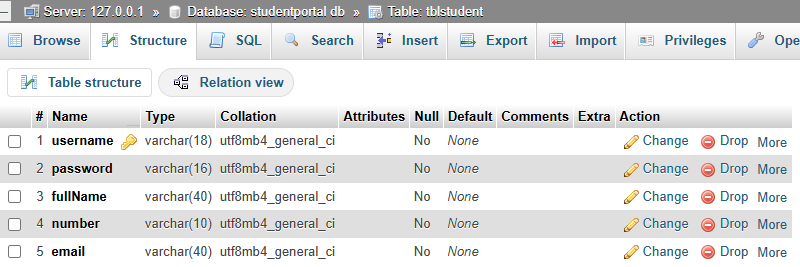 Server: 127.0.0.1 » Database: studentportal db » Table: tblstudent
Browse Structure SQL Search Insert Export Import Privileges Ope
Table structure Relation view
# Name Type Collation Attributes Null Default Comments Extra Action
1 username varchar(18) utf8mb4_general_ci No None Change Drop More
2 password varchar(16) utf8mb4_general_ci No None Change Drop More
3 fullName varchar(40) utf8mb4_general_ci No None Change Drop More
4 number varchar(10) utf8mb4_general_ci No None Change Drop More
5 email varchar(40) utf8mb4_general_ci No None Change Drop More